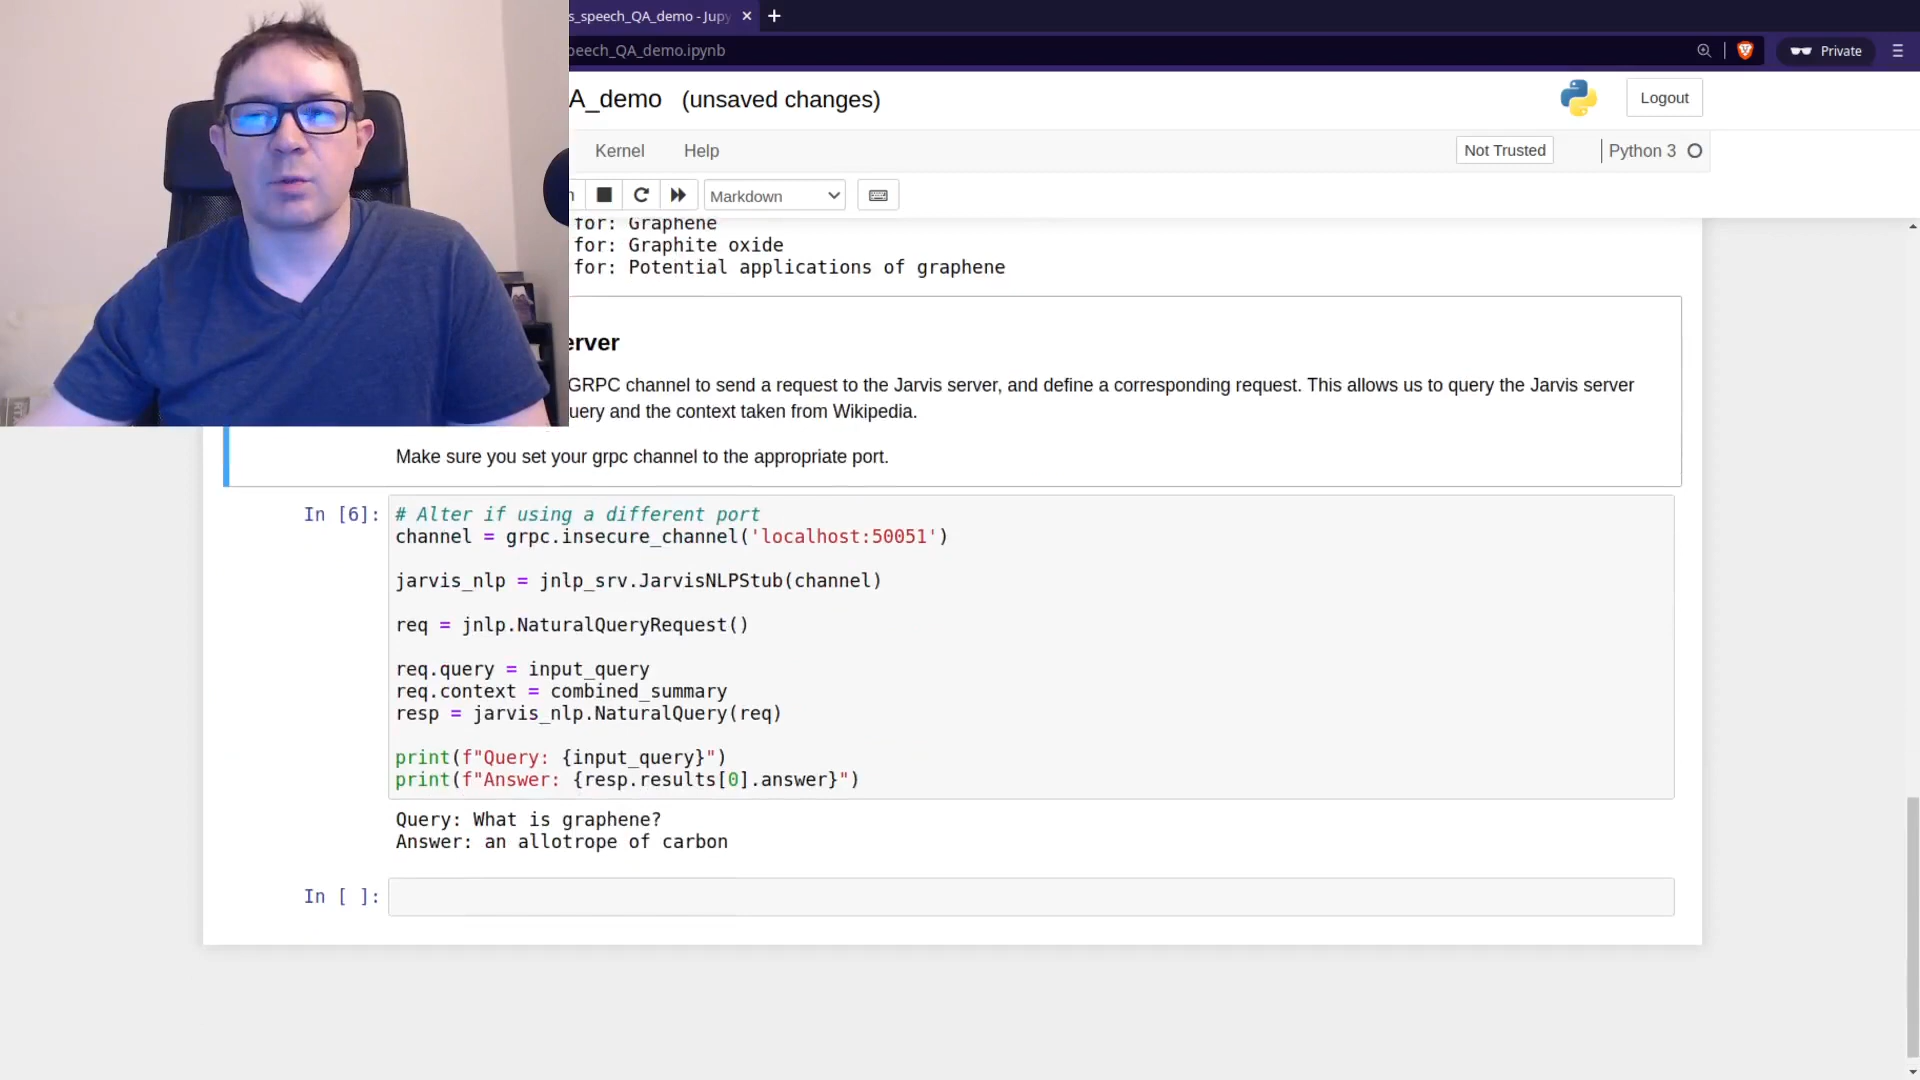 s_speech_QA_demo - Jupy
peech_QA_demo.ipynb
Private
A_demo (unsaved changes)
Logout
Kernel
Help
Not Trusted
Python 3
Markdown
for: Graphene
for: Graphite oxide
for: Potential applications of graphene
erver
GRPC channel to send a request to the Jarvis server, and define a corresponding request. This allows us to query the Jarvis server
uery and the context taken from Wikipedia.
Make sure you set your grpc channel to the appropriate port.
In [6]:
# Alter if using a different port
channel = grpc.insecure_channel('localhost:50051')
jarvis_nlp = jnlp_srv.JarvisNLPStub(channel)
req = jnlp.NaturalQueryRequest()
req.query = input_query
req.context = combined_summary
resp = jarvis_nlp.NaturalQuery(req)
print(f"Query: {input_query}")
print(f"Answer: {resp.results[0].answer}")
Query: What is graphene?
Answer: an allotrope of carbon
In [ ]: